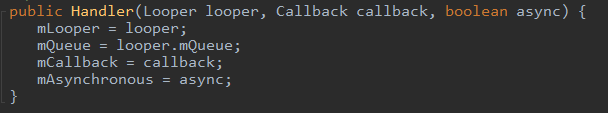 public Handler(Looper looper, Callback callback, boolean async) {
    mLooper = looper;
    mQueue = looper.mQueue;
    mCallback = callback;
    mAsynchronous = async;
}